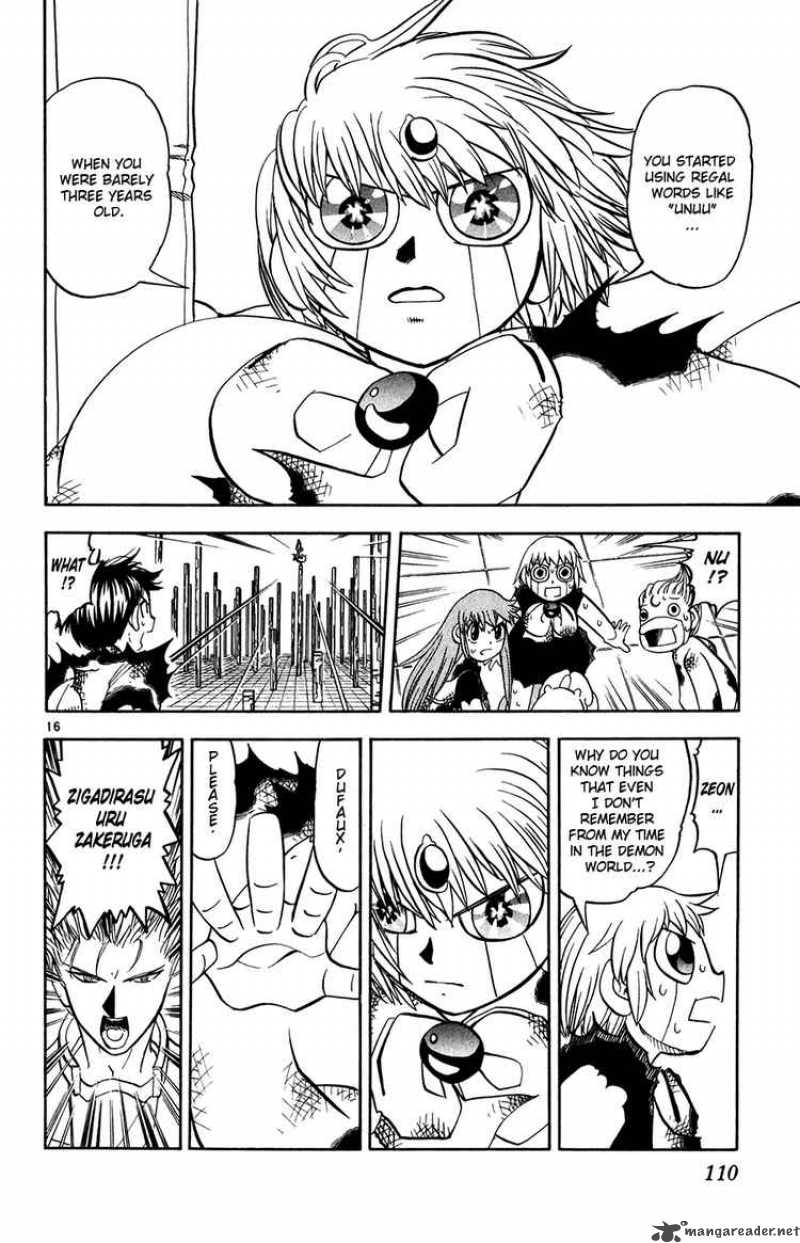 YOU STARTED
USING REGAL
WORDS LIKE
"UNUU"
...
WHEN YOU
WERE BARELY
THREE YEARS
OLD.
NU
!?
WHAT
!?
16
ZEON
...
WHY DO YOU
KNOW THINGS
THAT EVEN
I DON'T
REMEMBER
FROM MY TIME
IN THE DEMON
WORLD...?
DUFAUX,
PLEASE.
ZIGADIRASU
URU
ZAKERUGA
!!!
110
mangareader.net